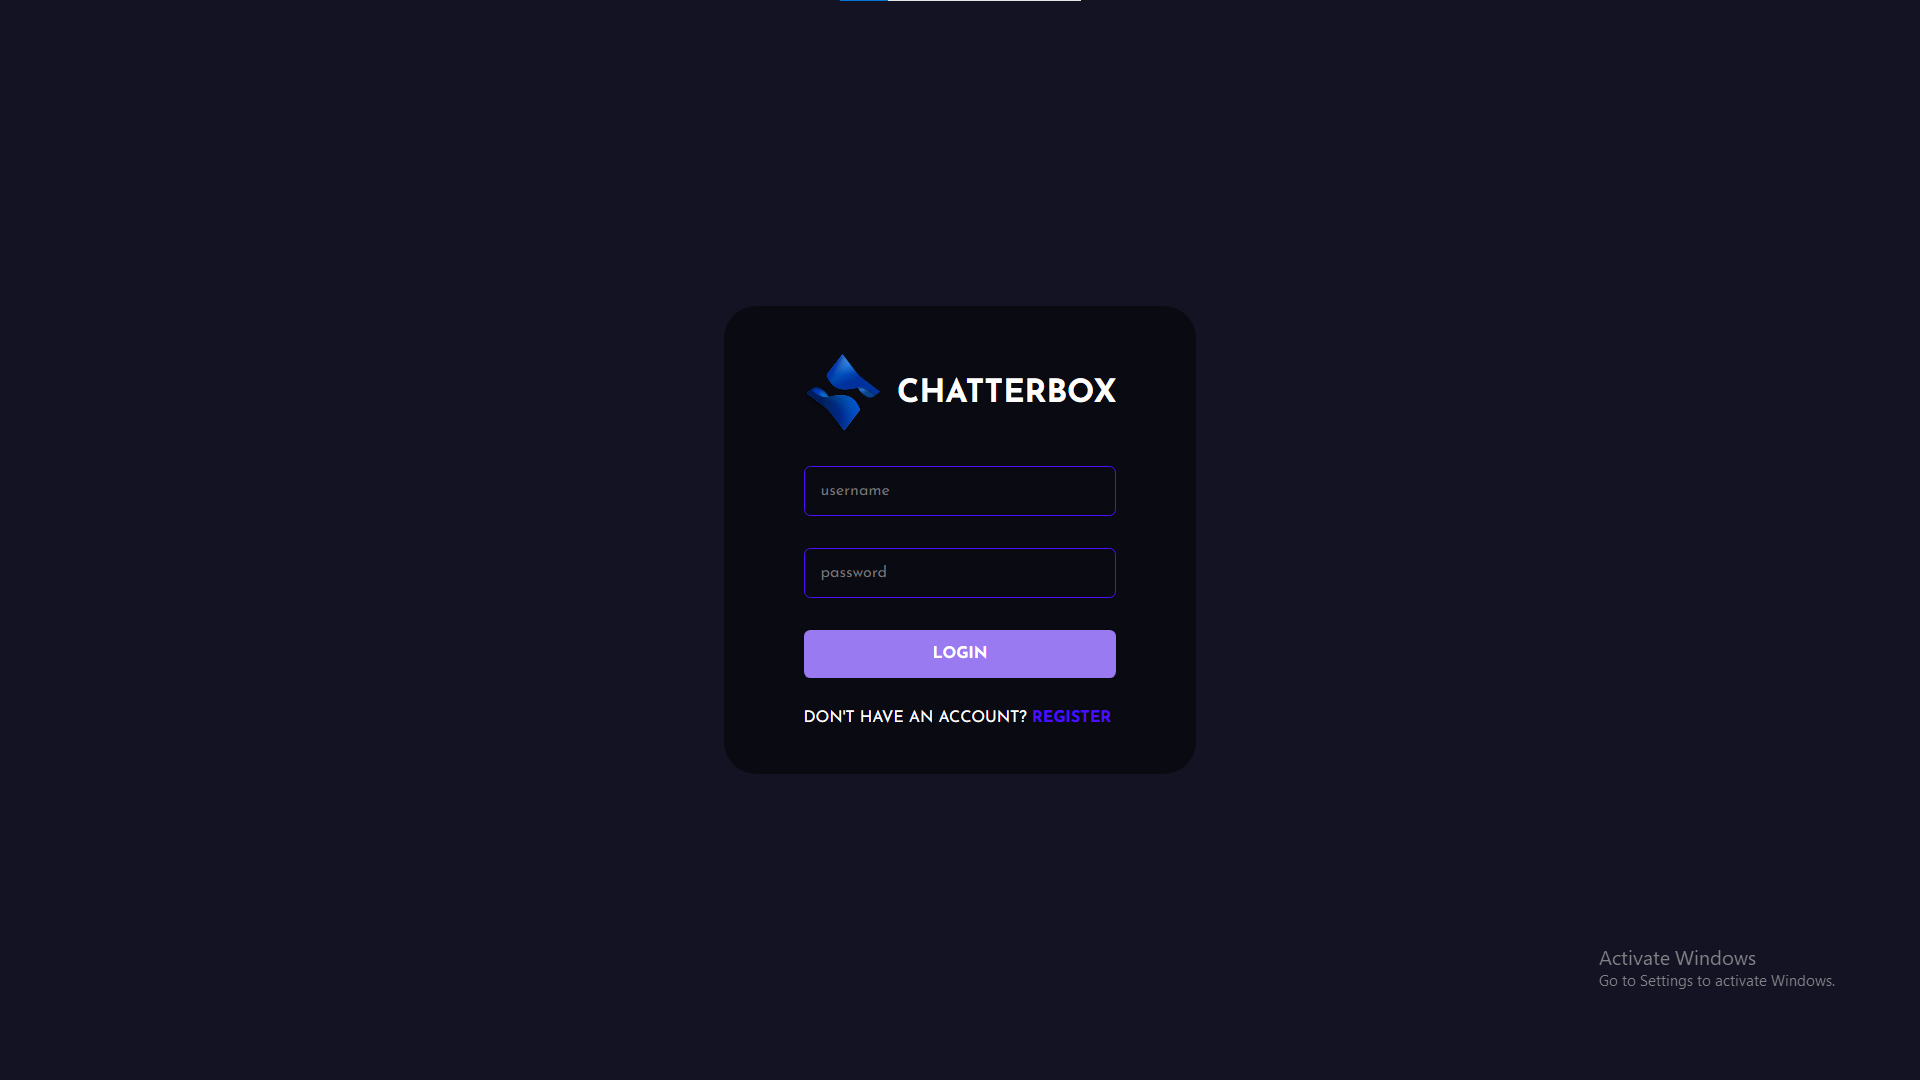 CHATTERBOX
username
password
LOGIN
DON'T HAVE AN ACCOUNT? REGISTER
Activate Windows
Go to Settings to activate Windows.